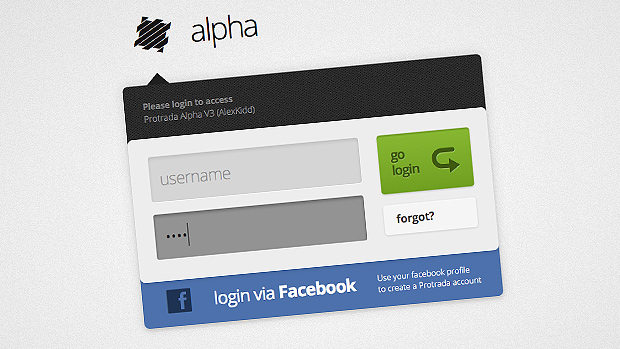 alpha
Please login to access
Protrada Alpha V3 (AlexKidd)
username
go
login
••••
forgot?
f
login via Facebook
Use your facebook profile
to create a Protrada account